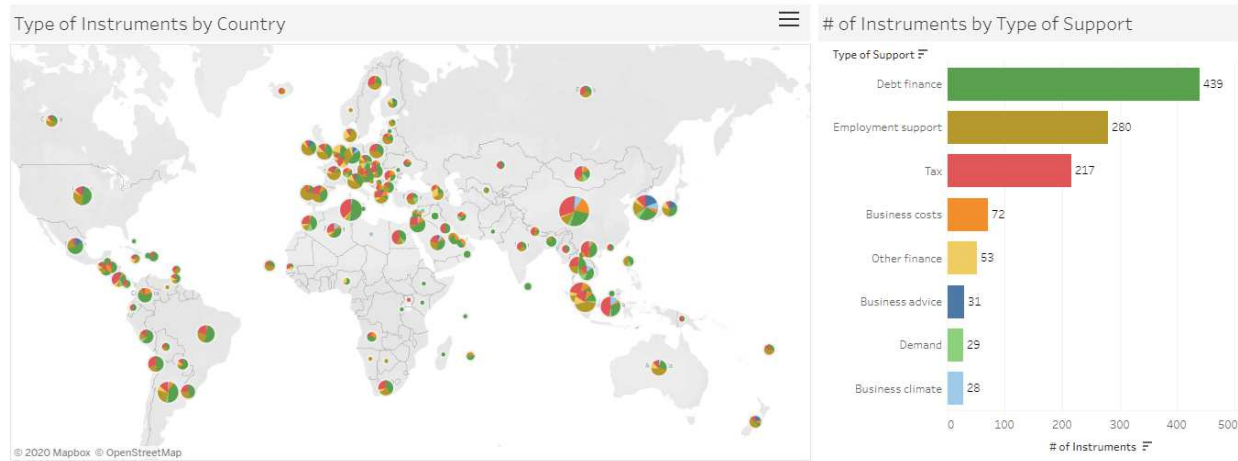 Type of Instruments by Country
© 2020 Mapbox © OpenStreetMap
# of Instruments by Type of Support
Type of Support
Debt finance 439
Employment support 280
Tax 217
Business costs 72
Other finance 53
Business advice 31
Demand 29
Business climate 28
0 100 200 300 400 500
# of Instruments